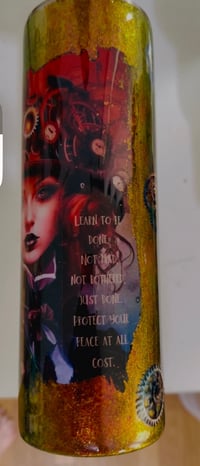 LEARN TO BE
DONE.
NOT MAD,
NOT BOTHERED,
JUST DONE.
PROTECT YOUR
PEACE AT ALL
COST.